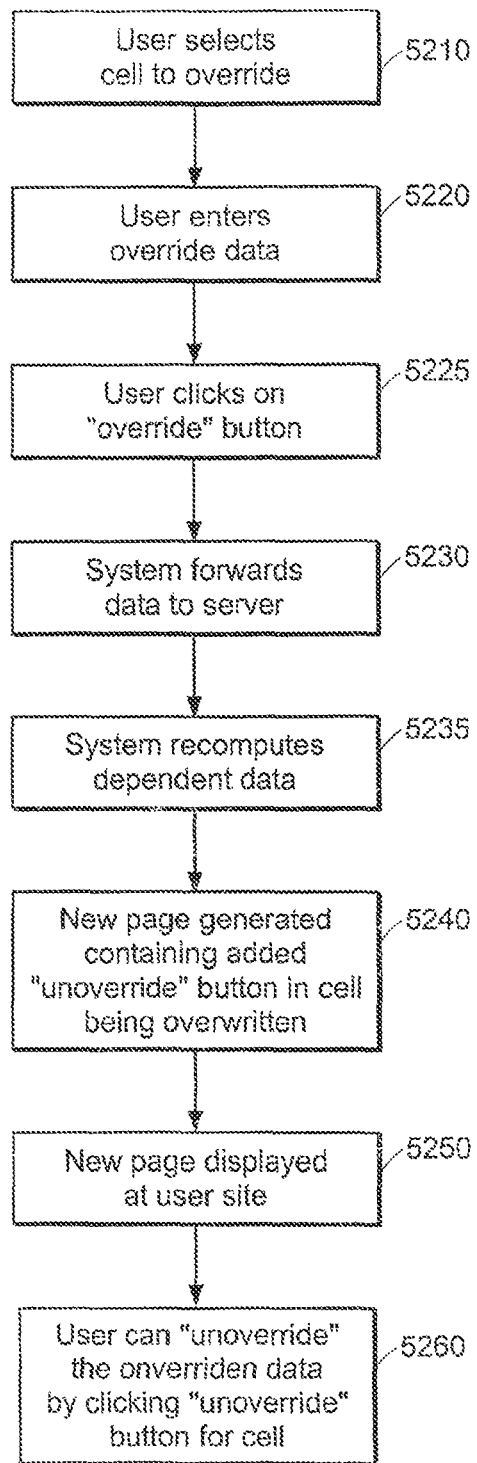 User selects
cell to override
5210
User enters
override data
5220
User clicks on
"override" button
5225
System forwards
data to server
5230
System recomputes
dependent data
5235
New page generated
containing added
"unoverride" button in cell
being overwritten
5240
New page displayed
at user site
5250
User can "unoverride"
the onverriden data
by clicking "unoverride"
button for cell
5260